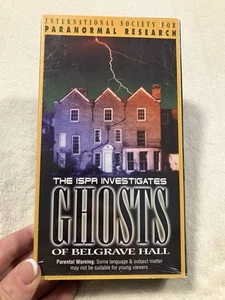 INTERNATIONAL SOCIETY FOR
PARANORMAL RESEARCH
THE ISPR INVESTIGATES
GHOSTS
OF BELGRAVE HALL
Parental Warning: Some language & subject matter
may not be suitable for young viewers.